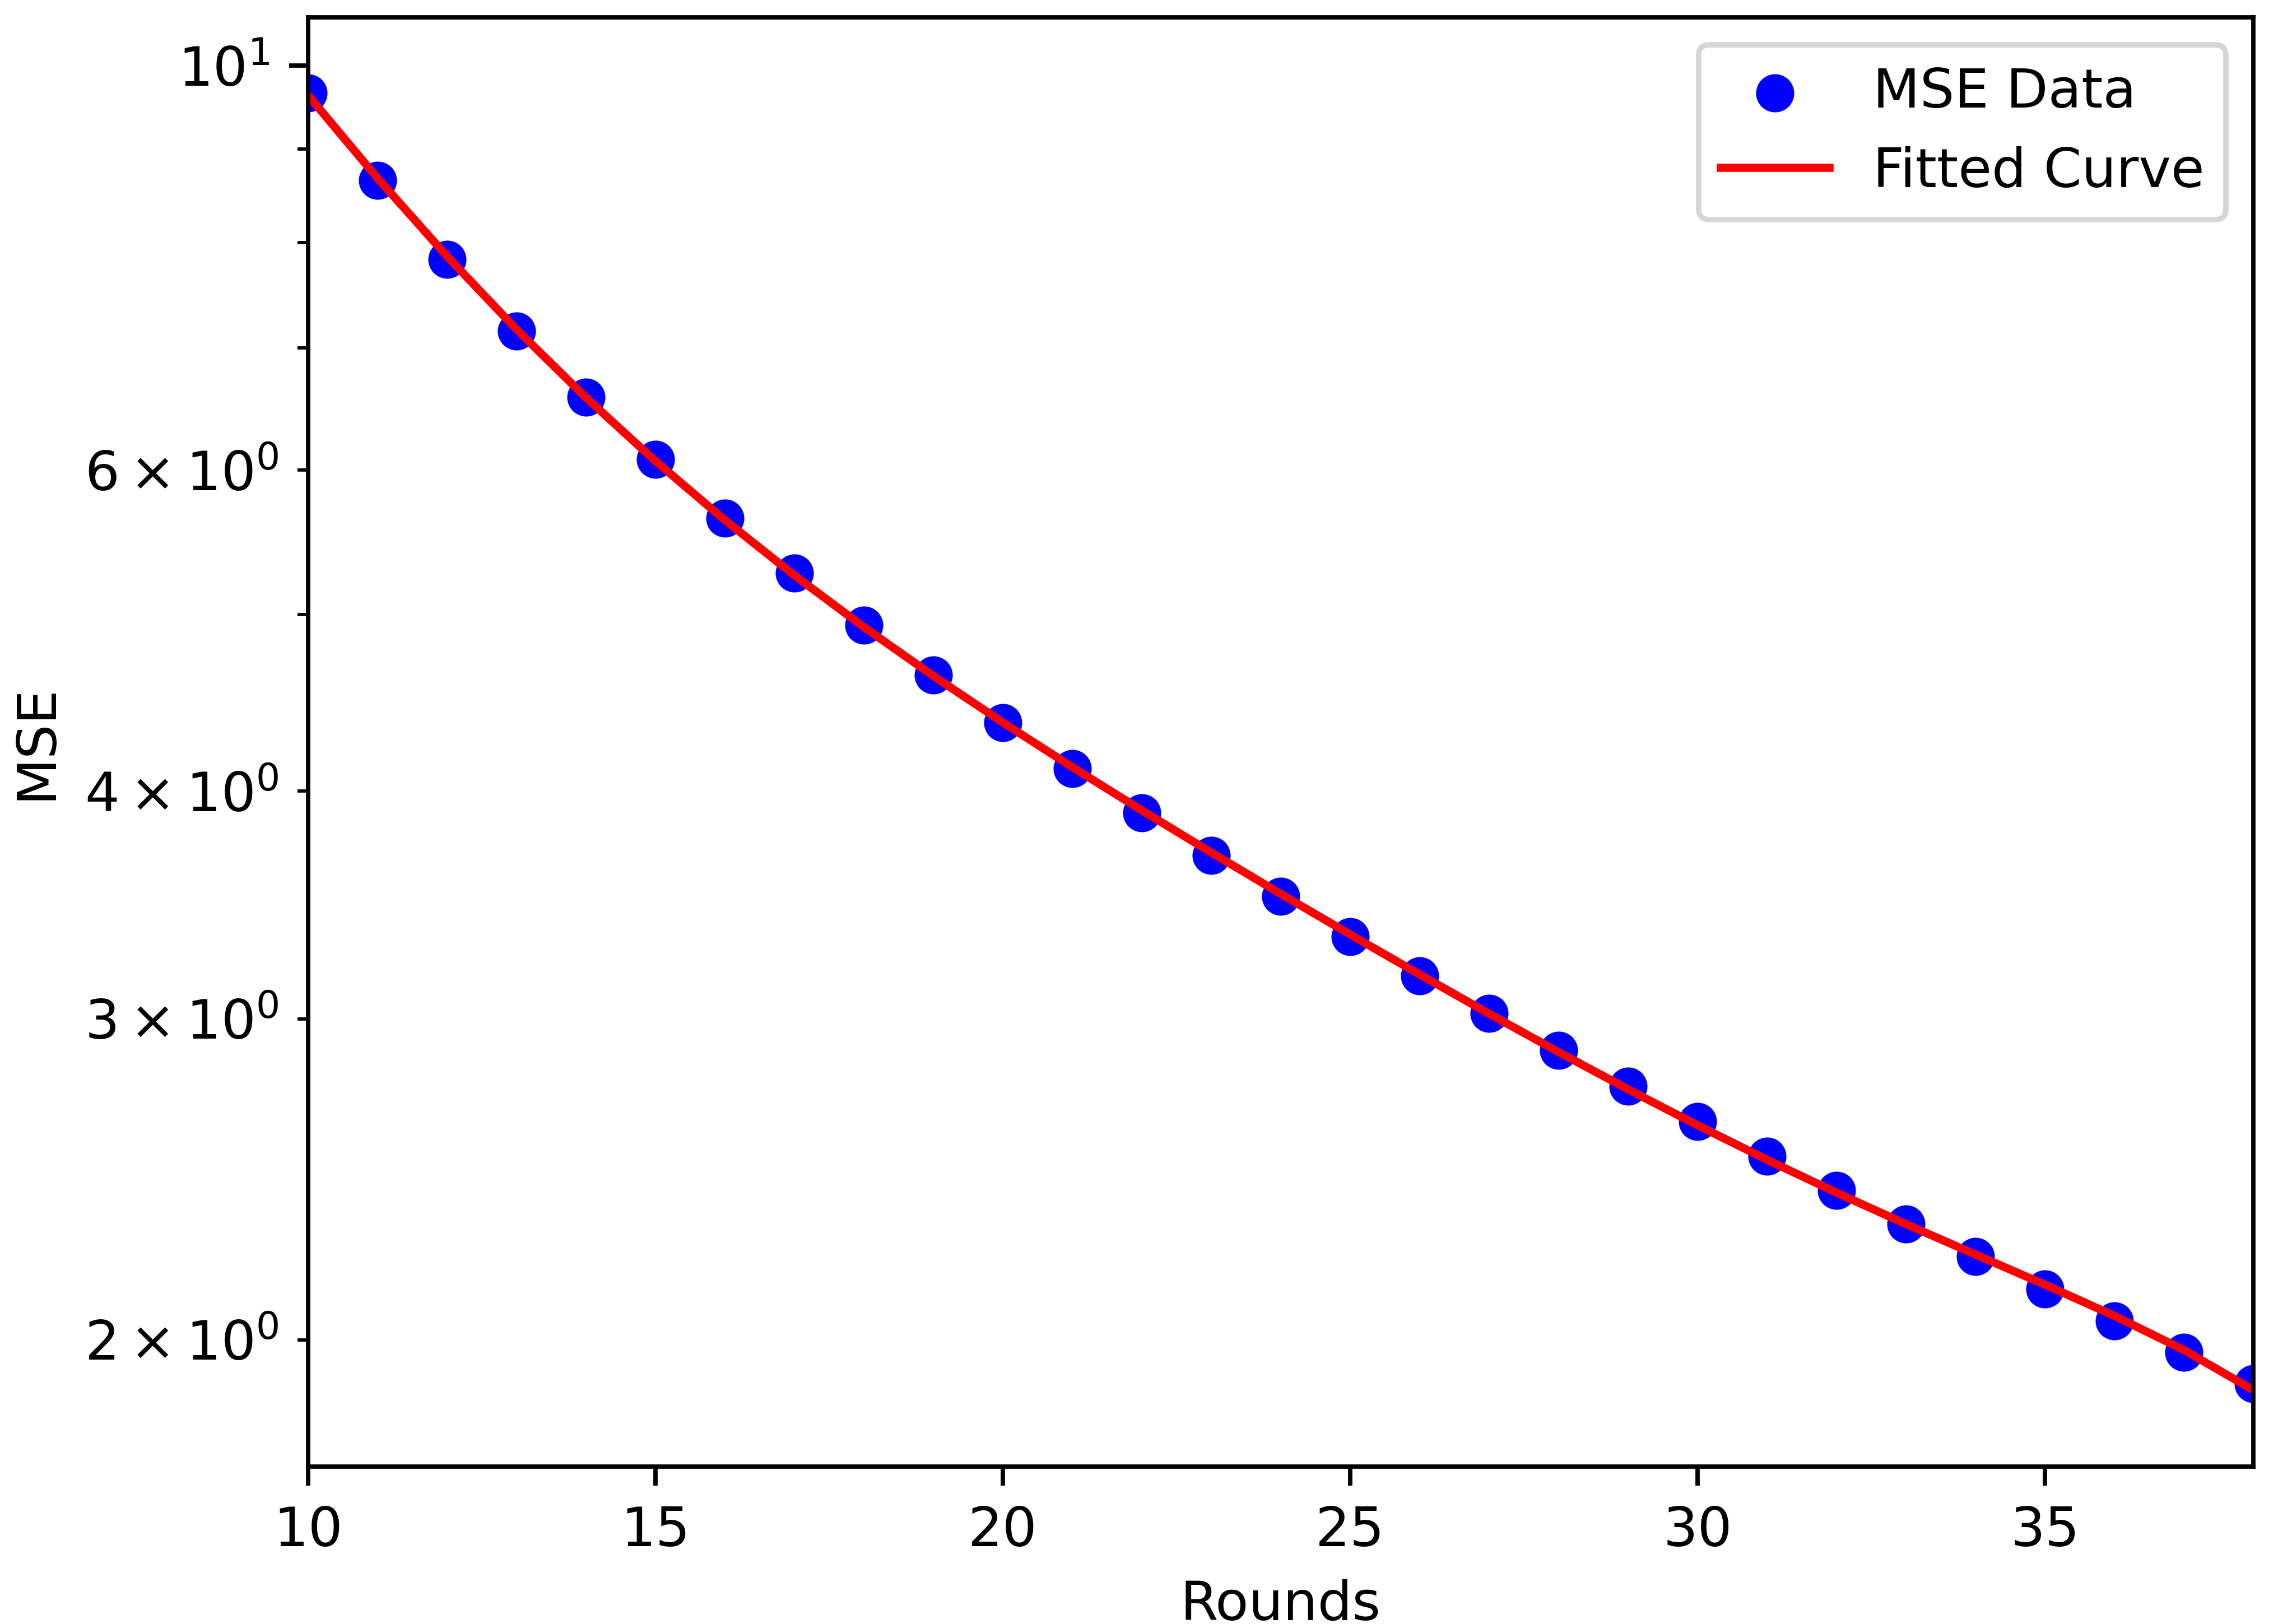 10¹
6 × 10⁰
4 × 10⁰
3 × 10⁰
2 × 10⁰
MSE
MSE Data
Fitted Curve
10 15 20 25 30 35
Rounds